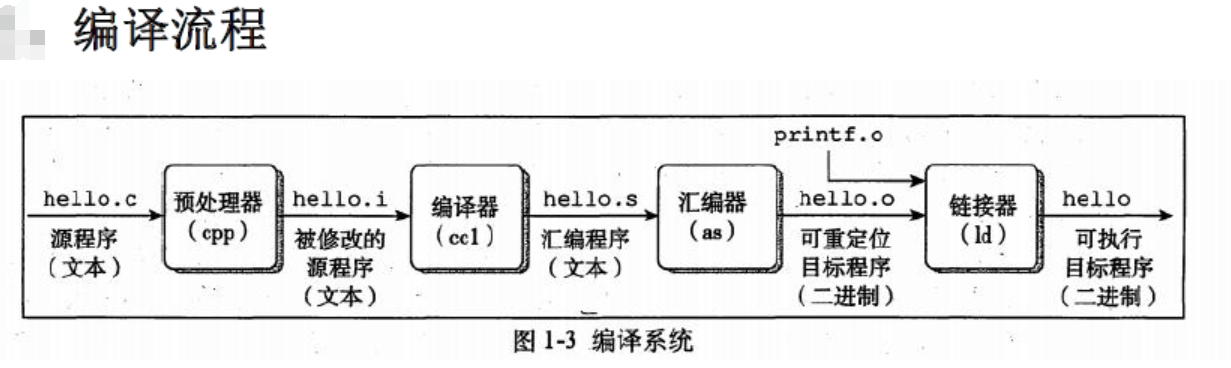 编译流程
printf.o
hello.c
源程序
（文本）
预处理器
（cpp）
hello.i
被修改的
源程序
（文本）
编译器
（cc1）
hello.s
汇编程序
（文本）
汇编器
（as）
hello.o
可重定位
目标程序
（二进制）
链接器
（ld）
hello
可执行
目标程序
（二进制）
图 1-3 编译系统